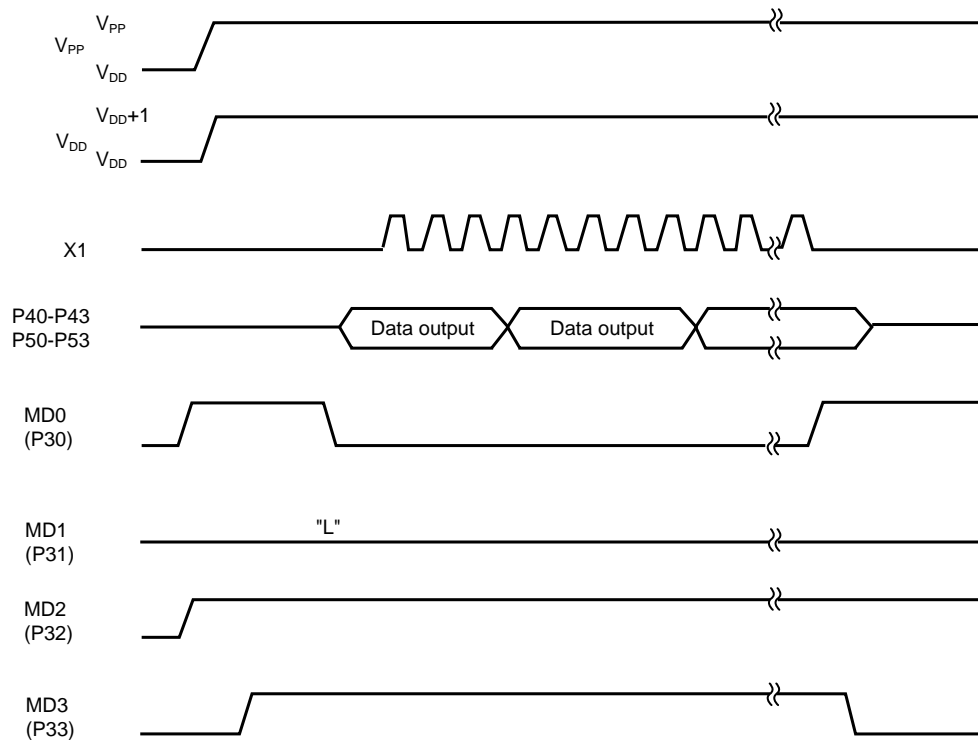 VPP
VPP
VDD
VDD+1
VDD
VDD
X1
P40-P43
P50-P53
Data output
Data output
MD0
(P30)
MD1
(P31)
"L"
MD2
(P32)
MD3
(P33)